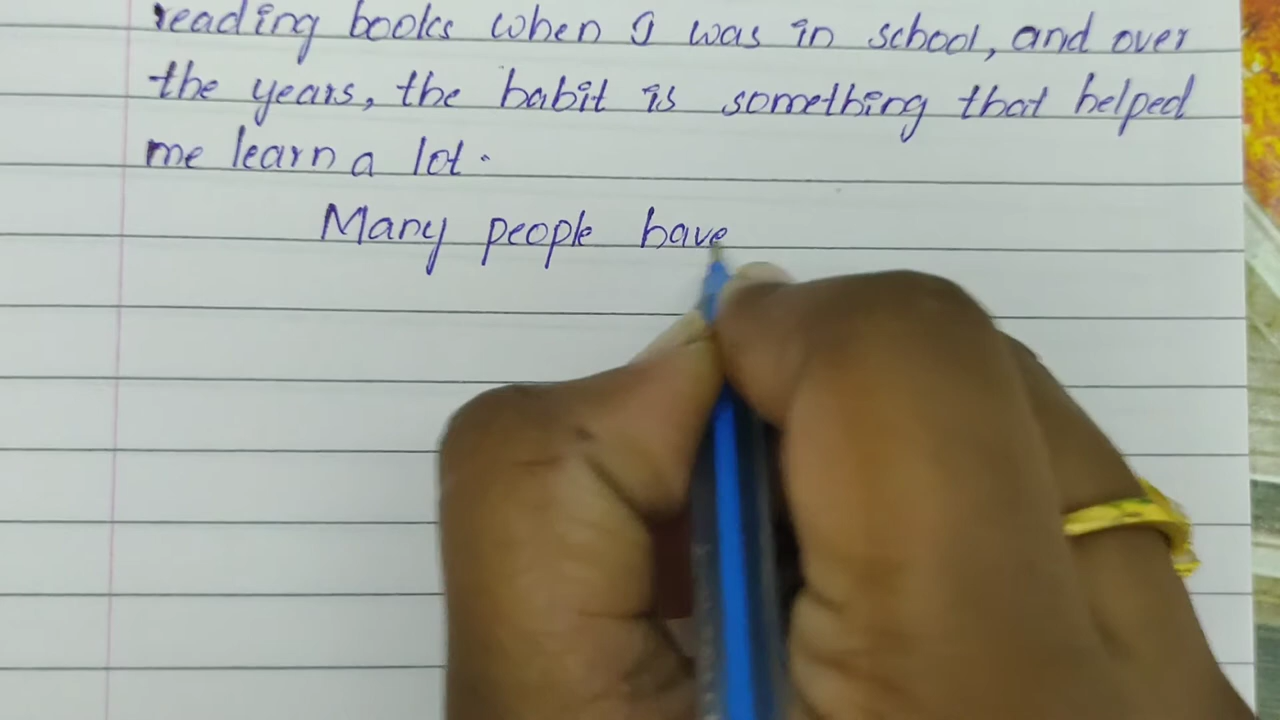 reading books when I was in school, and over
the years, the habit is something that helped
me learn a lot.
Many people have